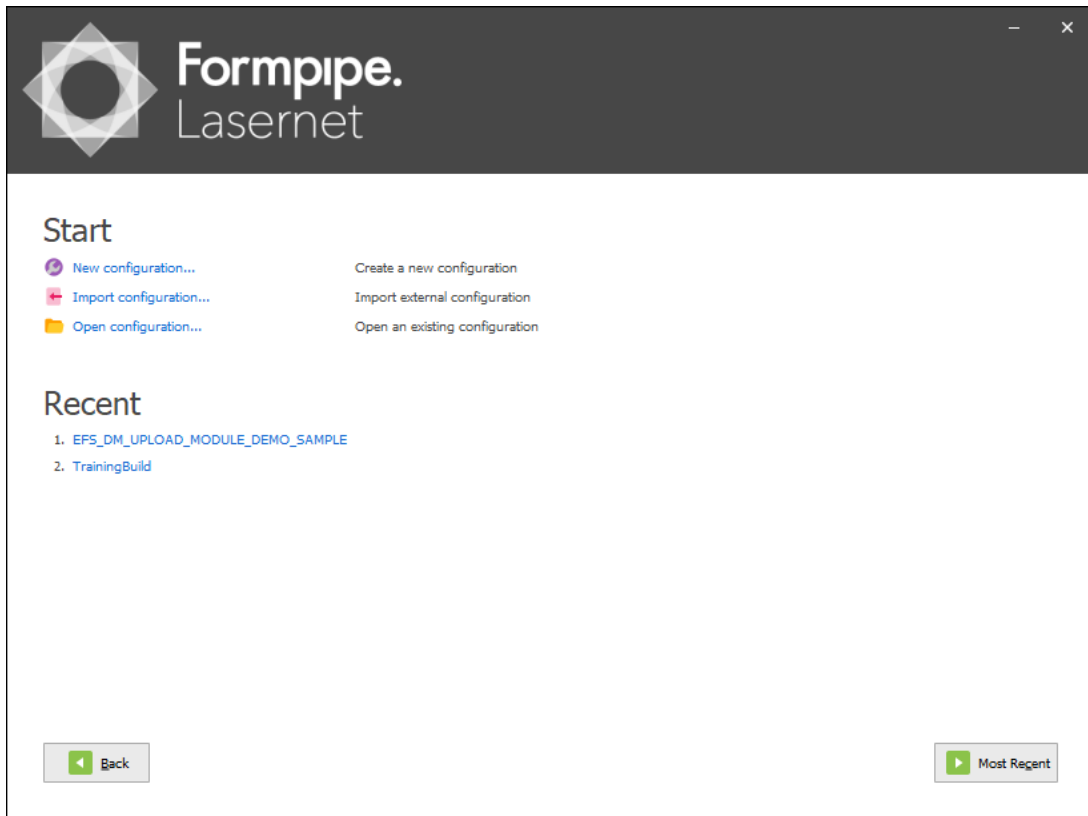 Formpipe.
Lasernet
Start
New configuration... Create a new configuration
Import configuration... Import external configuration
Open configuration... Open an existing configuration
Recent
1. EFS_DM_UPLOAD_MODULE_DEMO_SAMPLE
2. TrainingBuild
Back Most Recent